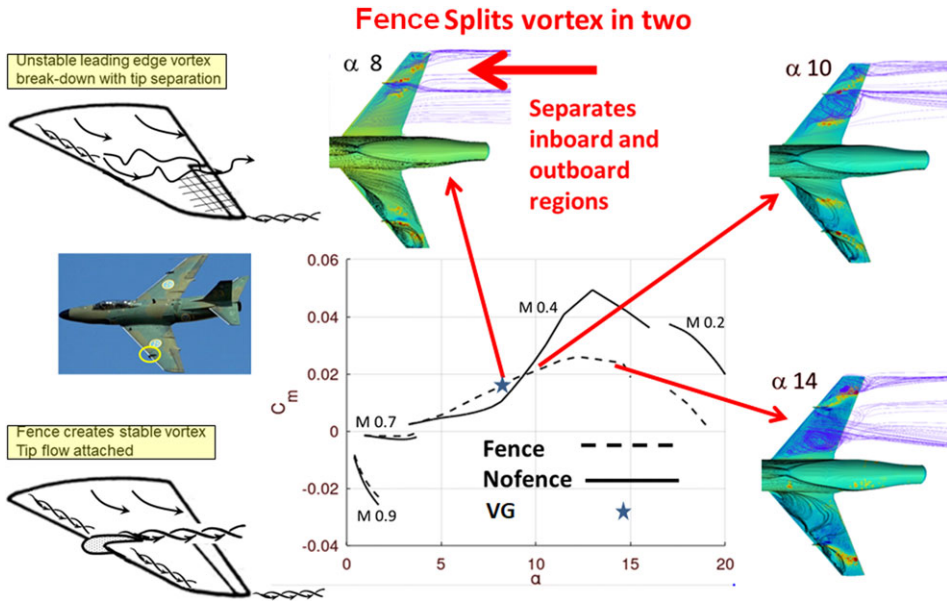 Fence Splits vortex in two
Unstable leading edge vortex
break-down with tip separation
α 8
Separates
inboard and
outboard
regions
α 10
0.06
0.04
0.02
0
-0.02
-0.04
C_m
M 0.4
M 0.2
M 0.7
M 0.9
Fence
Nofence
VG
0
5
10
15
20
α
α 14
Fence creates stable vortex
Tip flow attached